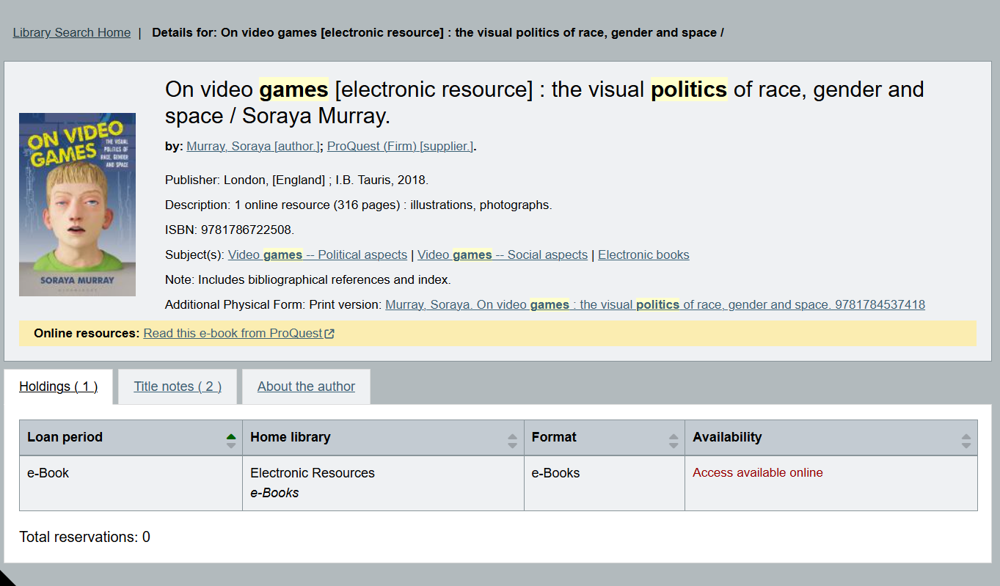 Library Search Home | Details for: On video games [electronic resource] : the visual politics of race, gender and space /
On video games [electronic resource] : the visual politics of race, gender and
space / Soraya Murray.
ON VIDEO
GAMES
THE VISUAL
POLITICS OF
RACE, GENDER
AND SPACE
SORAYA MURRAY
BLOOMSBURY
by: Murray, Soraya [author.]; ProQuest (Firm) [supplier.].
Publisher: London, [England] ; I.B. Tauris, 2018.
Description: 1 online resource (316 pages) : illustrations, photographs.
ISBN: 9781786722508.
Subject(s): Video games -- Political aspects | Video games -- Social aspects | Electronic books
Note: Includes bibliographical references and index.
Additional Physical Form: Print version: Murray, Soraya. On video games : the visual politics of race, gender and space. 9781784537418
Online resources: Read this e-book from ProQuest
Holdings ( 1 ) Title notes ( 2 ) About the author
Loan period Home library Format Availability
e-Book Electronic Resources e-Books Access available online
e-Books
Total reservations: 0